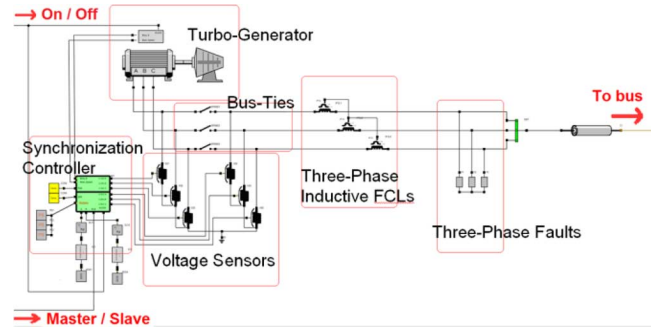 On / Off
Turbo-Generator
A B C
Bus-Ties
To bus
Synchronization
Controller
Three-Phase
Inductive FCLs
Three-Phase Faults
Voltage Sensors
Master / Slave